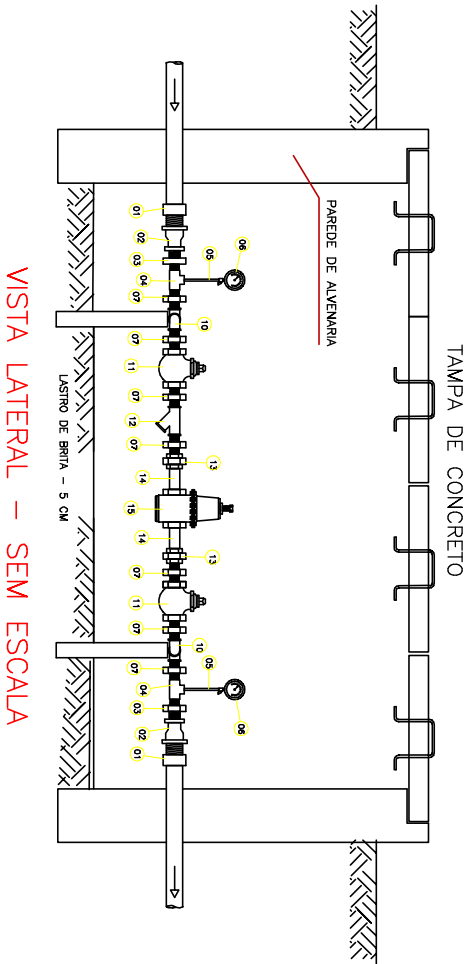 TAMPA DE CONCRETO
PAREDE DE ALVENARIA
06 06
05 10 13 13 10 05
01 02 03 04 07 07 11 07 12 07 14 15 14 07 11 07 07 04 03 02 01
LASTRO DE BRITA - 5 CM
VISTA LATERAL - SEM ESCALA